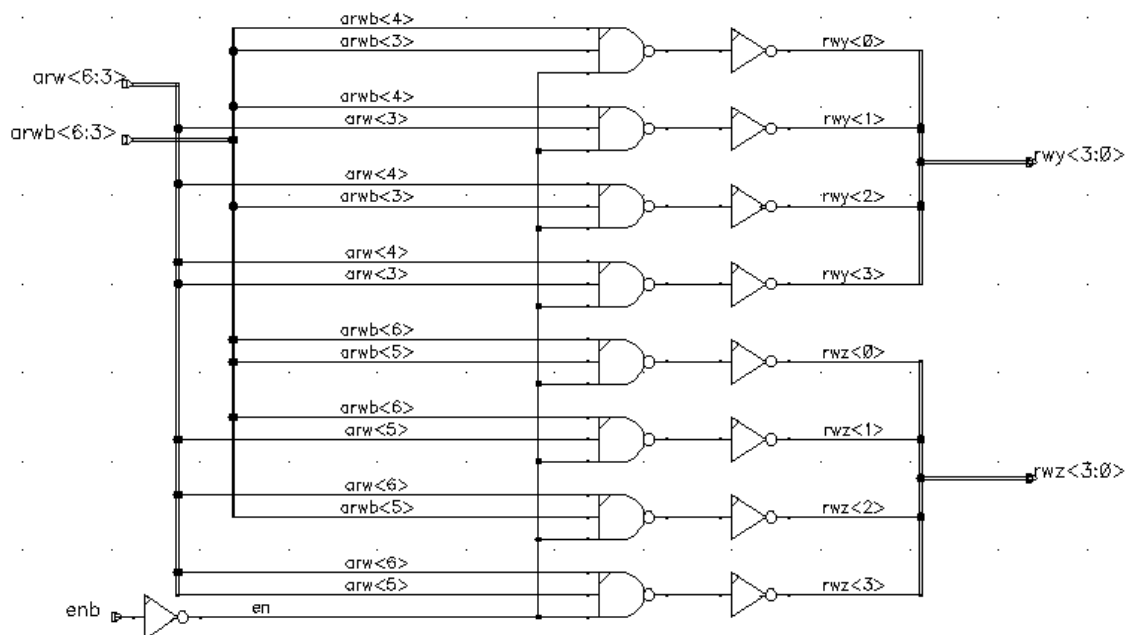 arwb<4>
arwb<3>
rwy<0>
arw<6:3>
arwb<4>
arw<3>
rwy<1>
arwb<6:3>
rwy<3:0>
arw<4>
arwb<3>
rwy<2>
arw<4>
arw<3>
rwy<3>
arwb<6>
arwb<5>
rwz<0>
arwb<6>
arw<5>
rwz<1>
rwz<3:0>
arw<6>
arwb<5>
rwz<2>
arw<6>
arw<5>
rwz<3>
enb
en